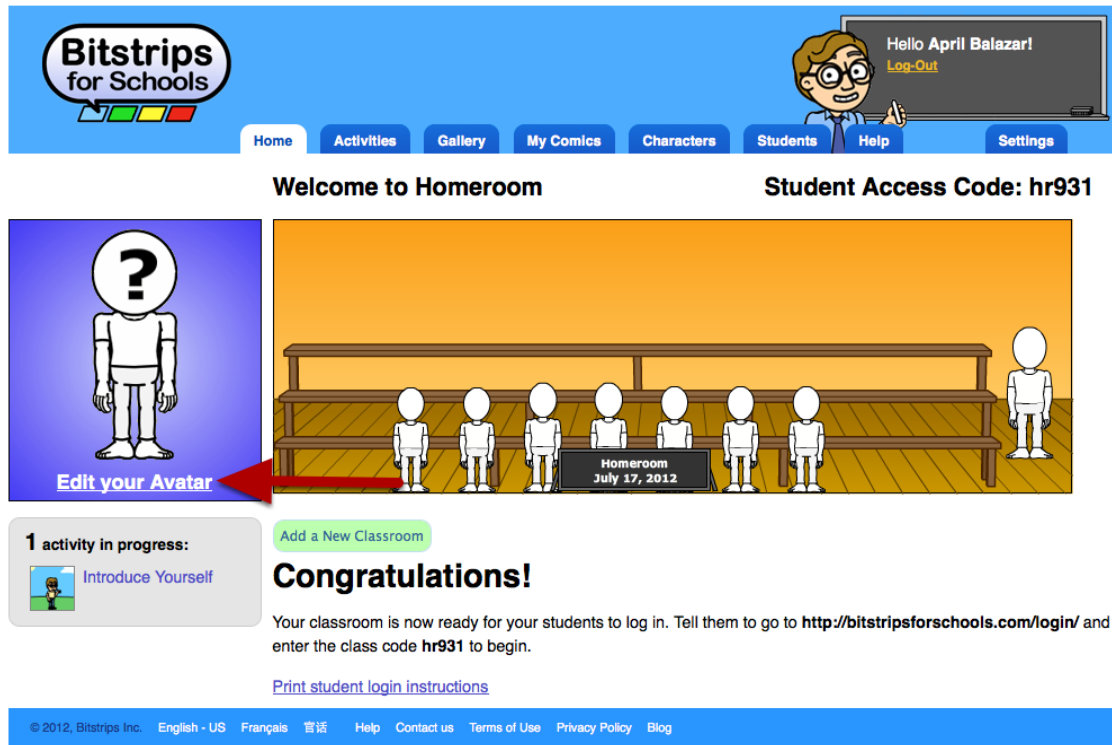 Bitstrips
for Schools
Hello April Balazar!
Log-Out
Home Activities Gallery My Comics Characters Students Help Settings
Welcome to Homeroom
Student Access Code: hr931
?
Edit your Avatar
Homeroom
July 17, 2012
1 activity in progress:
Introduce Yourself
Add a New Classroom
Congratulations!
Your classroom is now ready for your students to log in. Tell them to go to http://bitstripsforschools.com/login/ and
enter the class code hr931 to begin.
Print student login instructions
© 2012, Bitstrips Inc. English - US Français 官话 Help Contact us Terms of Use Privacy Policy Blog